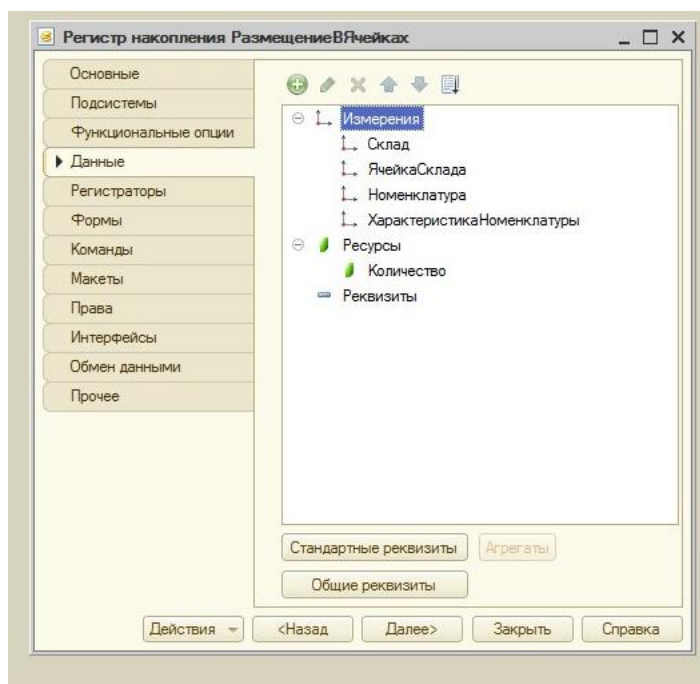 Регистр накопления РазмещениеВЯчейках
Основные
Подсистемы
Функциональные опции
Данные
Регистраторы
Формы
Команды
Макеты
Права
Интерфейсы
Обмен данными
Прочее
Измерения
Склад
ЯчейкаСклада
Номенклатура
ХарактеристикаНоменклатуры
Ресурсы
Количество
Реквизиты
Стандартные реквизиты
Агрегаты
Общие реквизиты
Действия
<Назад
Далее>
Закрыть
Справка